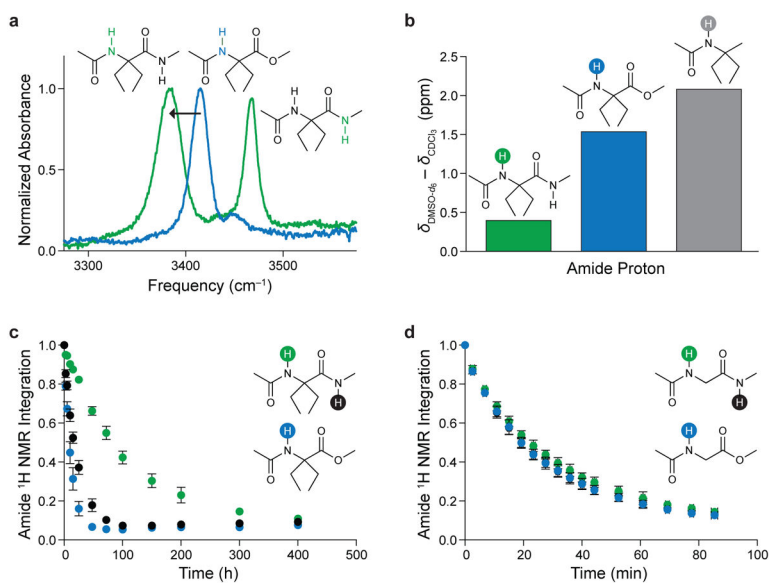 a
H
N
O
O
N
H
H
N
O
O
O
H
N
O
O
N
H
1.0
0.5
0.0
3300
3400
3500
Normalized Absorbance
Frequency (cm⁻¹)
b
2.5
2.0
1.5
1.0
0.5
0.0
δDMSO-d₆ – δCDCl₃ (ppm)
H
N
O
O
N
H
H
N
O
O
O
H
N
O
Amide Proton
c
1.0
0.8
0.6
0.4
0.2
0.0
0
100
200
300
400
500
Amide ¹H NMR Integration
Time (h)
H
N
O
O
N
H
H
N
O
O
O
d
1.0
0.8
0.6
0.4
0.2
0.0
0
20
40
60
80
100
Amide ¹H NMR Integration
Time (min)
H
N
O
O
N
H
H
N
O
O
O